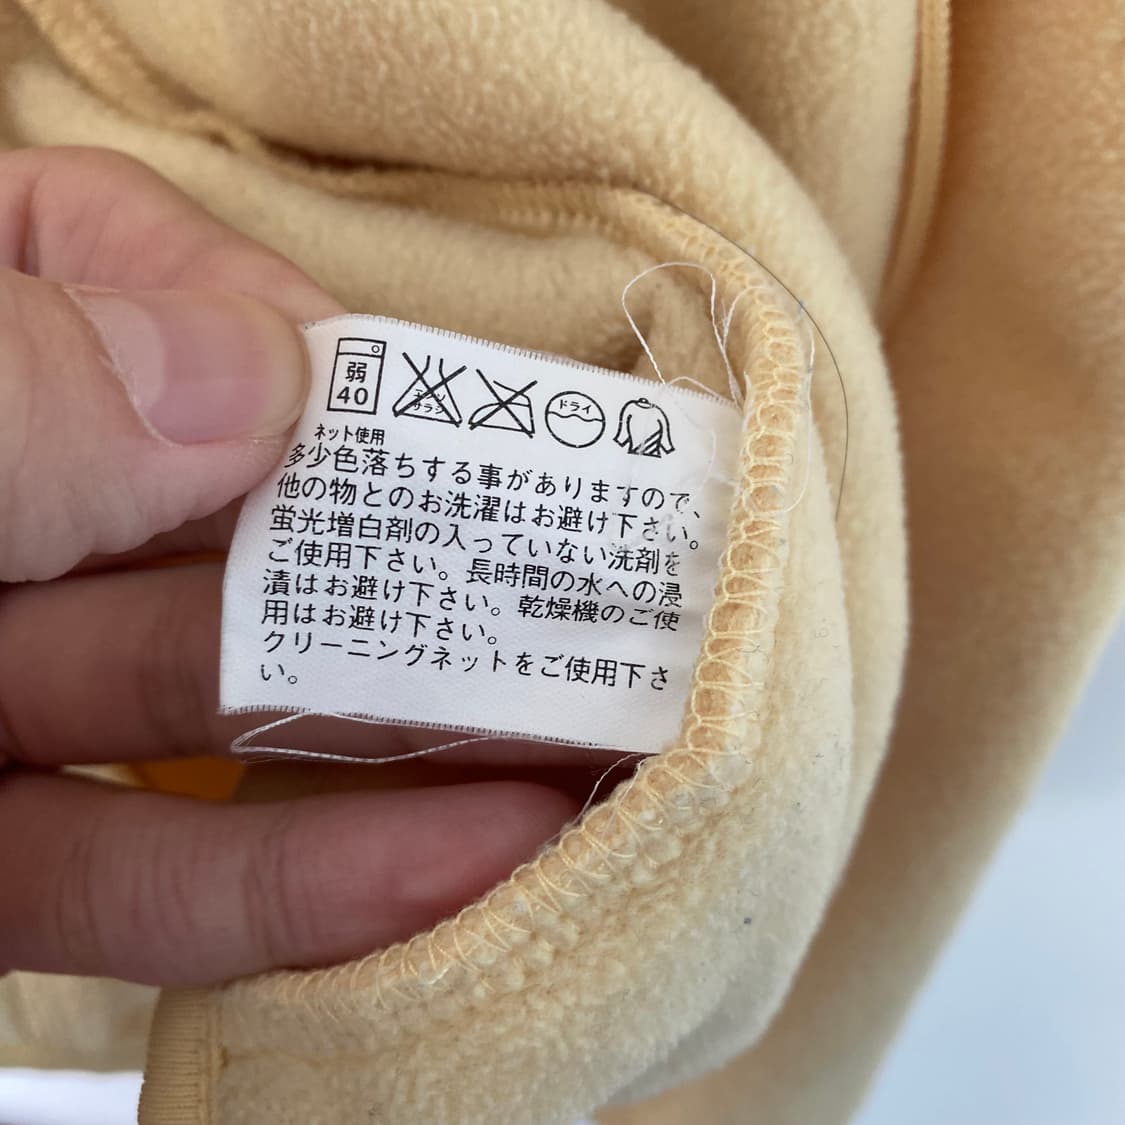 弱
40
エンソ
サラシ
ドライ
ネット使用
多少色落ちする事がありますので、
他の物とのお洗濯はお避け下さい。
蛍光増白剤の入っていない洗剤を
ご使用下さい。長時間の水への浸
漬はお避け下さい。乾燥機のご使
用はお避け下さい。
クリーニングネットをご使用下さ
い。